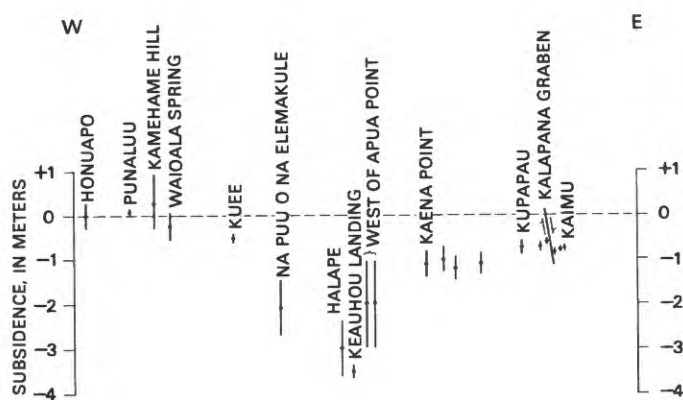 W
E
HONUAPO
PUNALUU
KAMEHAME HILL
WAIOALA SPRING
KUEE
NA PUU O NA ELEMAKULE
HALAPE
KEAUHOU LANDING
WEST OF APUA POINT
KAENA POINT
KUPAPAU
KALAPANA GRABEN
KAIMU
SUBSIDENCE, IN METERS
+1
0
−1
−2
−3
−4
+1
0
−1
−2
−3
−4